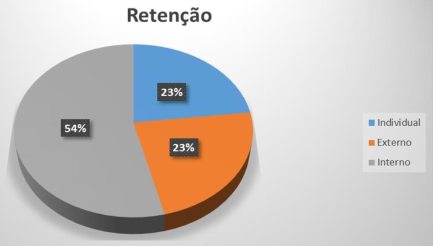 Retenção
23%
54%
23%
Individual
Externo
Interno